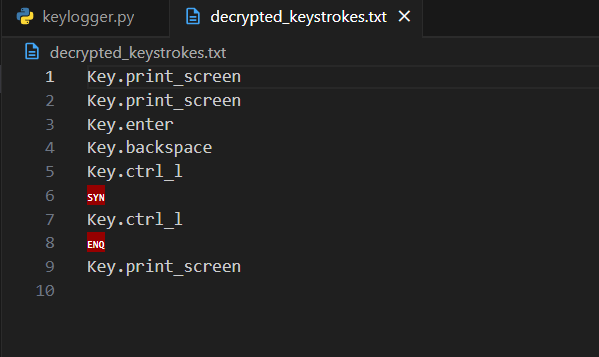 keylogger.py
decrypted_keystrokes.txt
decrypted_keystrokes.txt
1 Key.print_screen
2 Key.print_screen
3 Key.enter
4 Key.backspace
5 Key.ctrl_l
6 SYN
7 Key.ctrl_l
8 ENQ
9 Key.print_screen
10